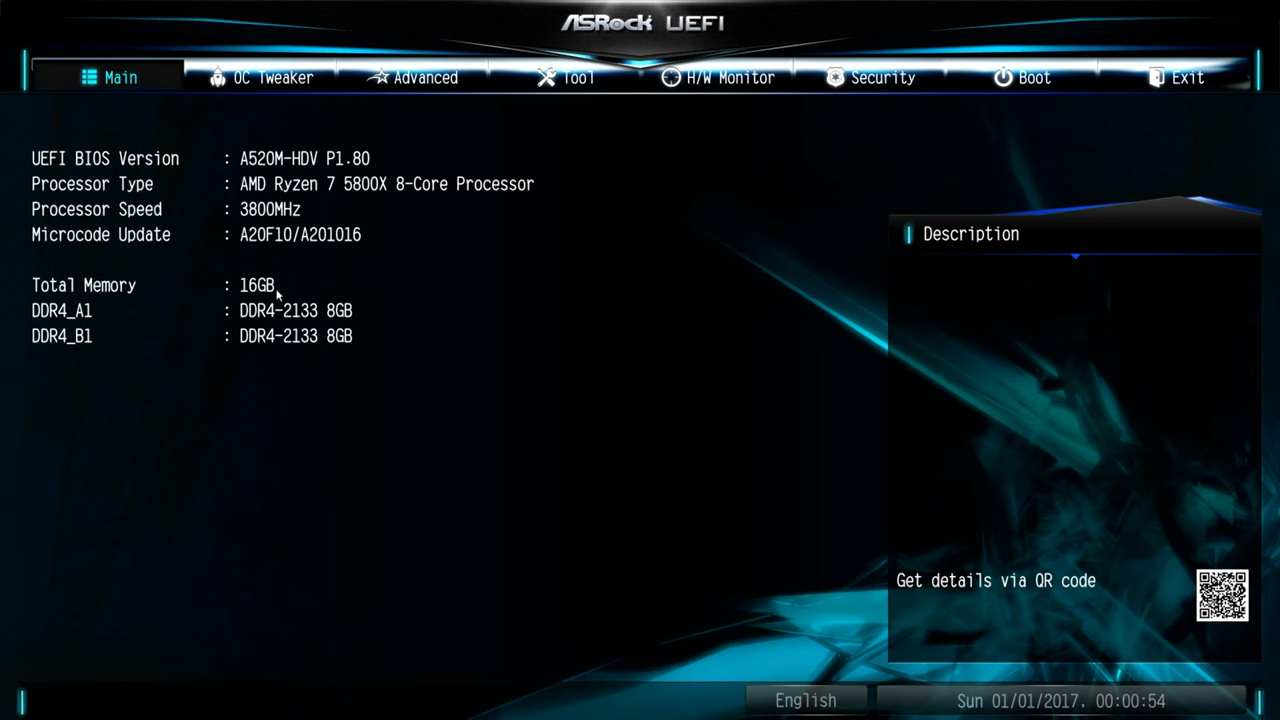 ASRock UEFI
Main OC Tweaker Advanced Tool H/W Monitor Security Boot Exit
UEFI BIOS Version : A520M-HDV P1.80
Processor Type : AMD Ryzen 7 5800X 8-Core Processor
Processor Speed : 3800MHz
Microcode Update : A20F10/A201016
Total Memory : 16GB
DDR4_A1 : DDR4-2133 8GB
DDR4_B1 : DDR4-2133 8GB
Description
Get details via QR code
English
Sun 01/01/2017, 00:00:54